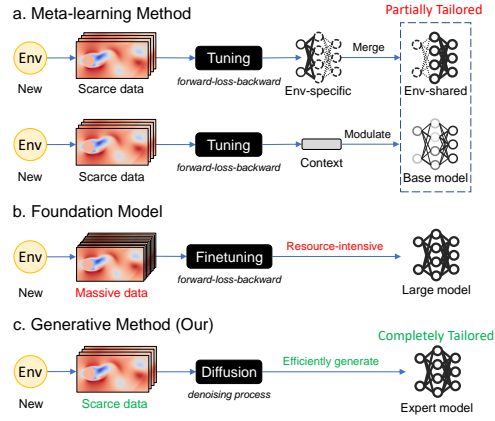 a. Meta-learning Method
Partially Tailored
Env
Tuning
Merge
New
Scarce data
forward-loss-backward
Env-specific
Env-shared
Env
Tuning
Modulate
New
Scarce data
forward-loss-backward
Context
Base model
b. Foundation Model
Env
Finetuning
Resource-intensive
New
Massive data
forward-loss-backward
Large model
c. Generative Method (Our)
Completely Tailored
Env
Diffusion
Efficiently generate
New
Scarce data
denoising process
Expert model